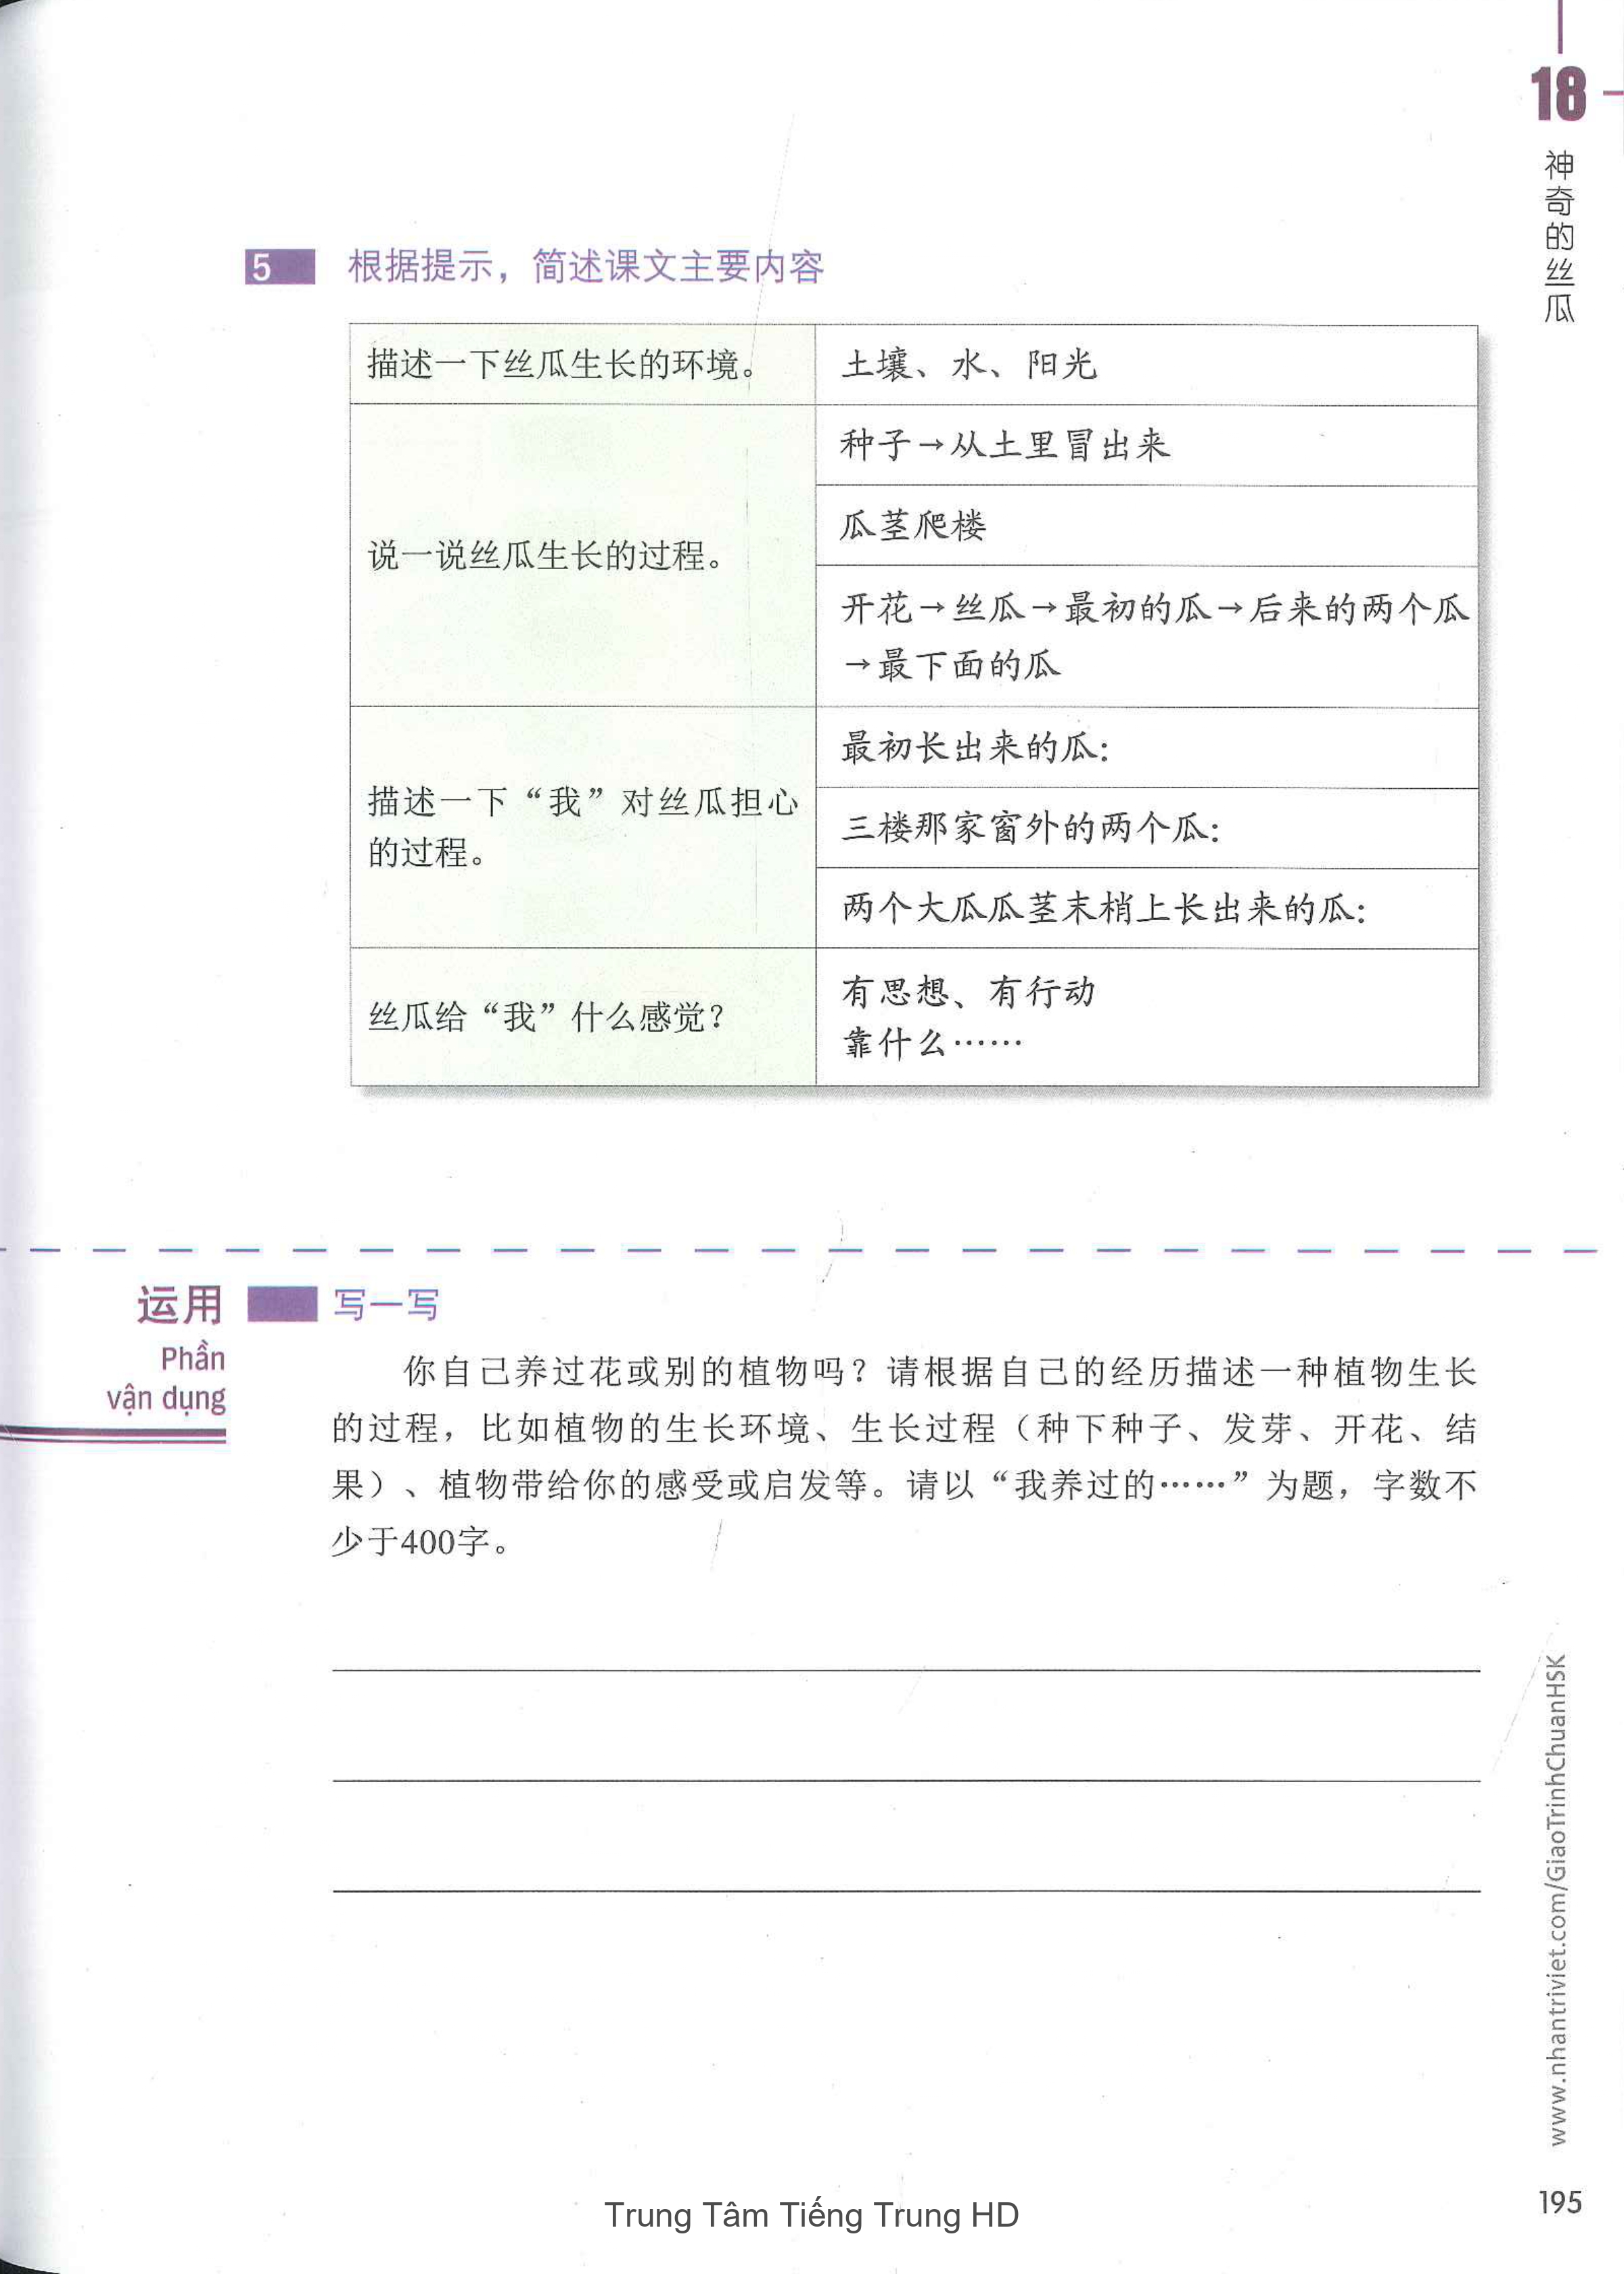 18
神奇的丝瓜
5 根据提示，简述课文主要内容
描述一下丝瓜生长的环境。
土壤、水、阳光
说一说丝瓜生长的过程。
种子→从土里冒出来
瓜茎爬楼
开花→丝瓜→最初的瓜→后来的两个瓜
→最下面的瓜
描述一下“我”对丝瓜担心
的过程。
最初长出来的瓜：
三楼那家窗外的两个瓜：
两个大瓜瓜茎末梢上长出来的瓜：
丝瓜给“我”什么感觉？
有思想、有行动
靠什么……
运用
Phần
vận dụng
写一写
你自己养过花或别的植物吗？请根据自己的经历描述一种植物生长
的过程，比如植物的生长环境、生长过程（种下种子、发芽、开花、结
果）、植物带给你的感受或启发等。请以“我养过的……”为题，字数不
少于400字。
www.nhantriviet.com/GiaoTrinhChuanHSK
195
Trung Tâm Tiếng Trung HD